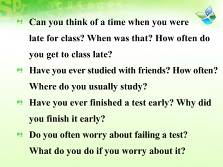 Can you think of a time when you were
late for class? When was that? How often do
you get to class late?
Have you ever studied with friends? How often?
Where do you usually study?
Have you ever finished a test early? Why did
you finish it early?
Do you often worry about failing a test?
What do you do if you worry about it?